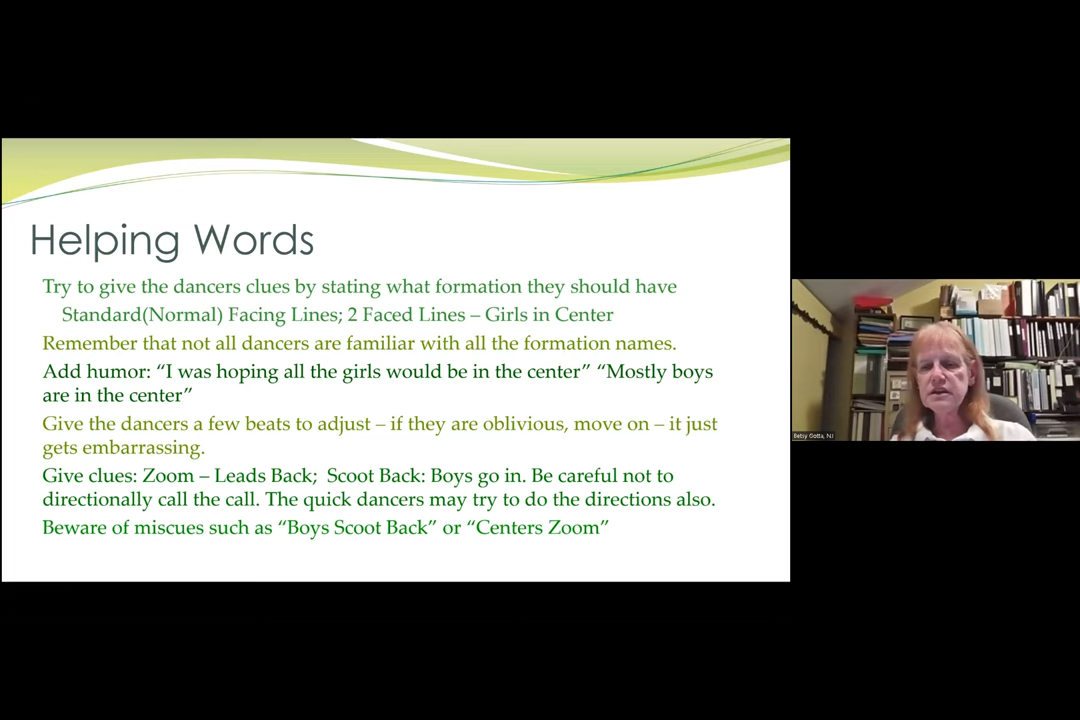 Helping Words
Try to give the dancers clues by stating what formation they should have
Standard(Normal) Facing Lines; 2 Faced Lines – Girls in Center
Remember that not all dancers are familiar with all the formation names.
Add humor: “I was hoping all the girls would be in the center” “Mostly boys
are in the center”
Give the dancers a few beats to adjust – if they are oblivious, move on – it just
gets embarrassing.
Give clues: Zoom – Leads Back;  Scoot Back: Boys go in. Be careful not to
directionally call the call. The quick dancers may try to do the directions also.
Beware of miscues such as “Boys Scoot Back” or “Centers Zoom”
Betsy Gotta, NJ